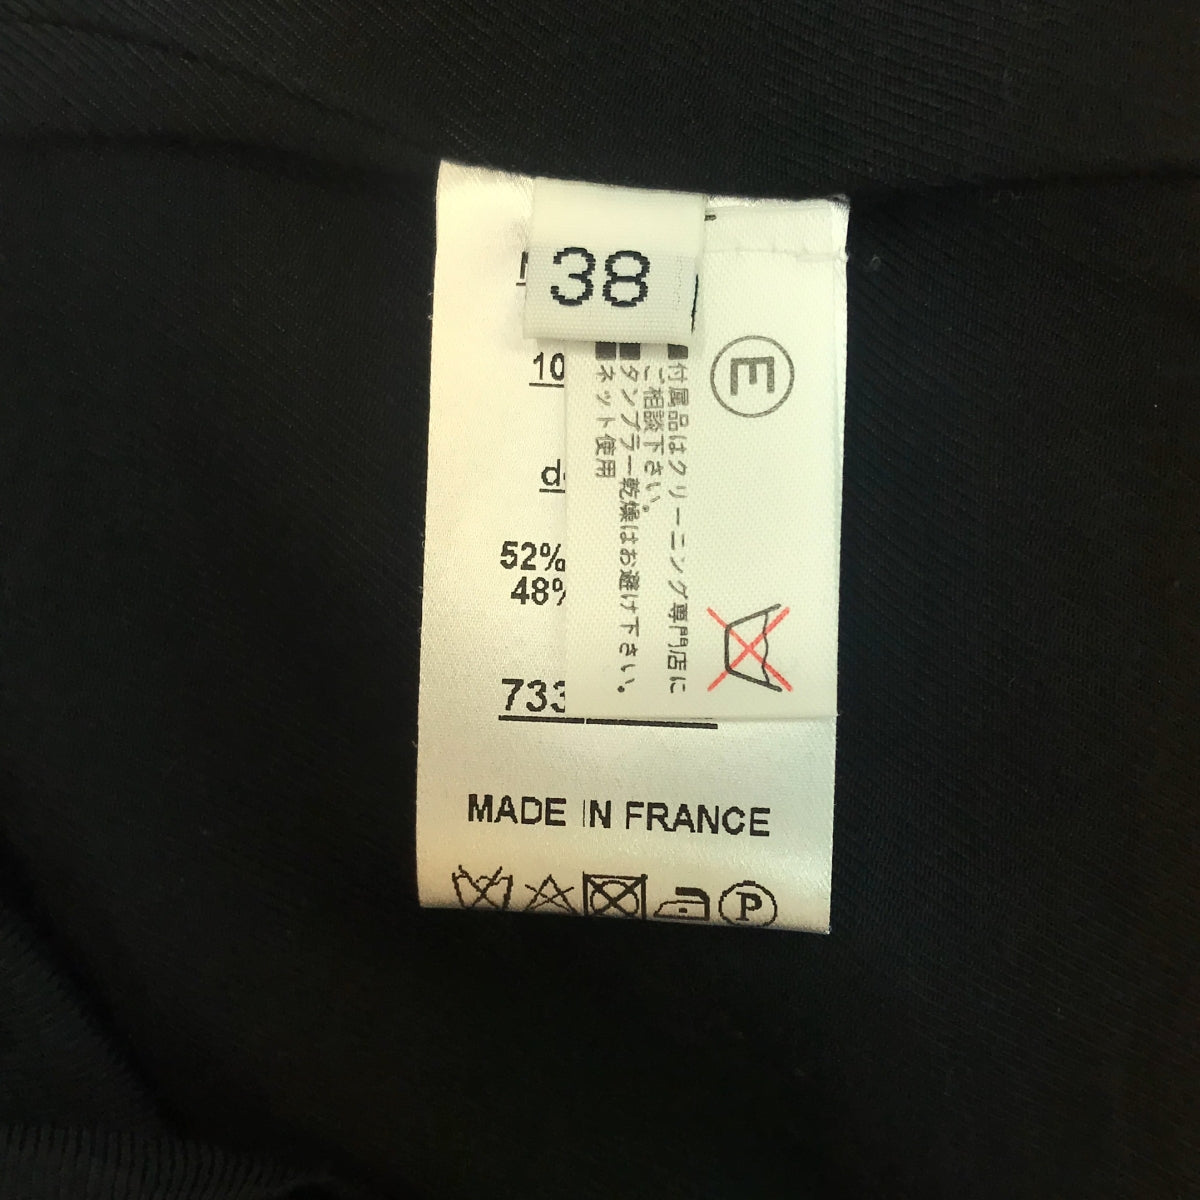 38
10
52%
48%
733
MADE IN FRANCE
P
E
■付属品はクリーニング専門店に
ご相談下さい。
■タンブラー乾燥はお避け下さい。
■ネット使用